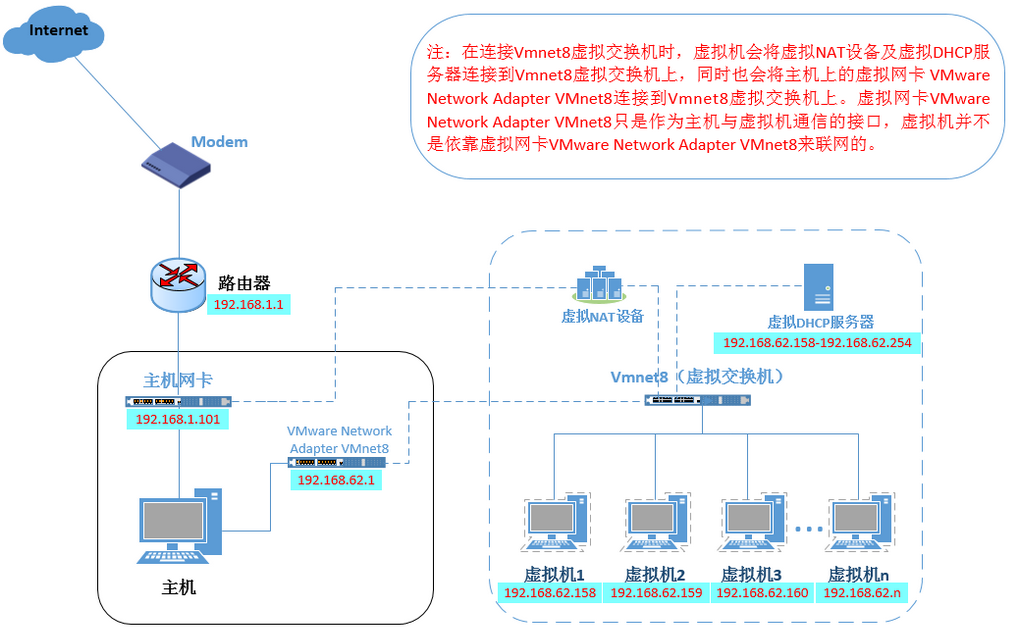 Internet
注：在连接Vmnet8虚拟交换机时，虚拟机会将虚拟NAT设备及虚拟DHCP服
务器连接到Vmnet8虚拟交换机上，同时也会将主机上的虚拟网卡 VMware
Network Adapter VMnet8连接到Vmnet8虚拟交换机上。虚拟网卡VMware
Network Adapter VMnet8只是作为主机与虚拟机通信的接口，虚拟机并不
是依靠虚拟网卡VMware Network Adapter VMnet8来联网的。
Modem
路由器
192.168.1.1
虚拟NAT设备
虚拟DHCP服务器
192.168.62.158-192.168.62.254
主机网卡
192.168.1.101
Vmnet8（虚拟交换机）
VMware Network
Adapter VMnet8
192.168.62.1
主机
虚拟机1
192.168.62.158
虚拟机2
192.168.62.159
虚拟机3
192.168.62.160
虚拟机n
192.168.62.n